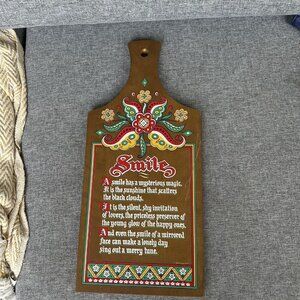 Smile
A smile has a mysterious magic.
It is the sunshine that scatters
the black clouds.
It is the silent, shy invitation
of lovers, the priceless preserver of
the young glow of the happy ones.
And even the smile of a mirrored
face can make a lonely day
sing out a merry tune.